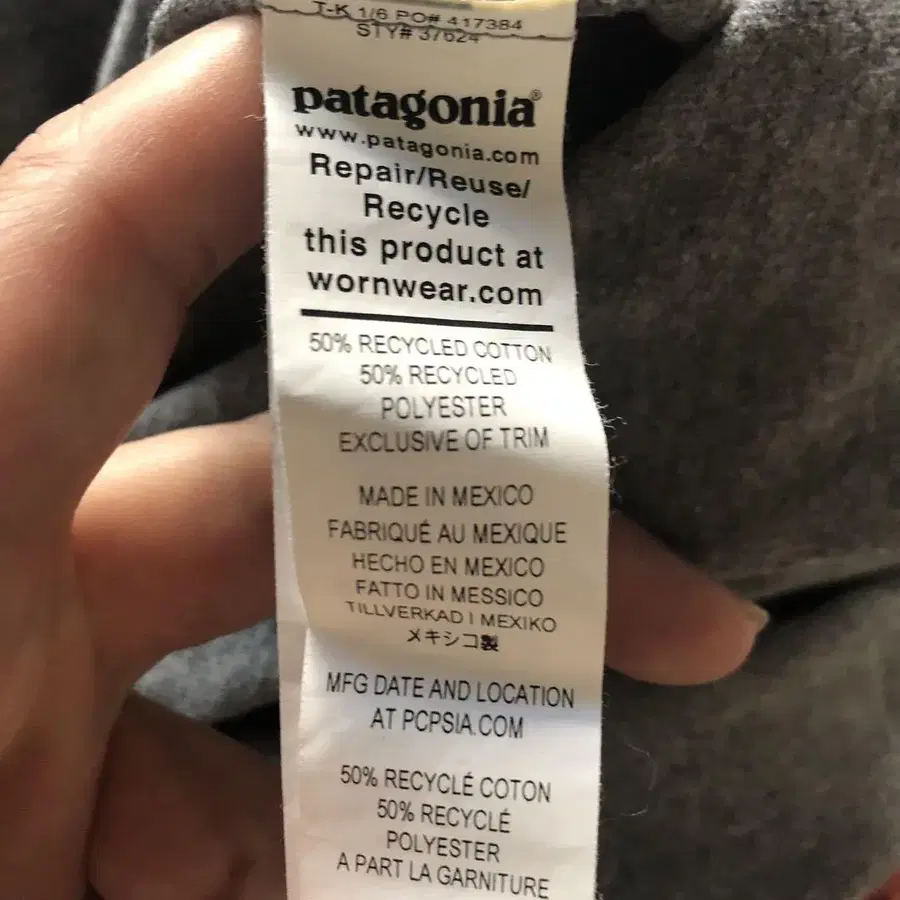 T-K 1/6 PO# 417384
STY# 37624
patagonia®
www.patagonia.com
Repair/Reuse/
Recycle
this product at
wornwear.com
50% RECYCLED COTTON
50% RECYCLED
POLYESTER
EXCLUSIVE OF TRIM
MADE IN MEXICO
FABRIQUÉ AU MEXIQUE
HECHO EN MEXICO
FATTO IN MESSICO
TILLVERKAD I MEXIKO
メキシコ製
MFG DATE AND LOCATION
AT PCPSIA.COM
50% RECYCLÉ COTON
50% RECYCLÉ
POLYESTER
A PART LA GARNITURE